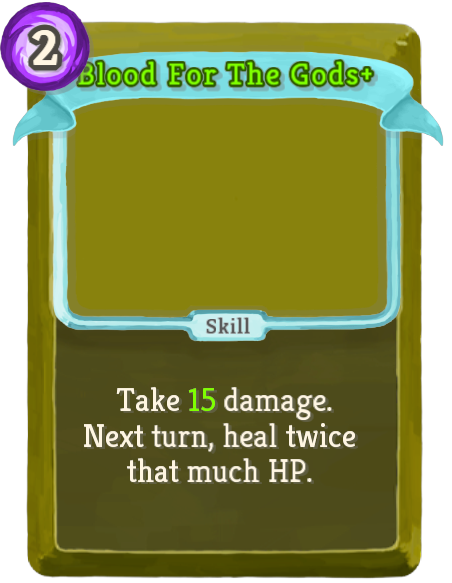 2
Blood For The Gods+
Skill
Take 15 damage.
Next turn, heal twice
that much HP.